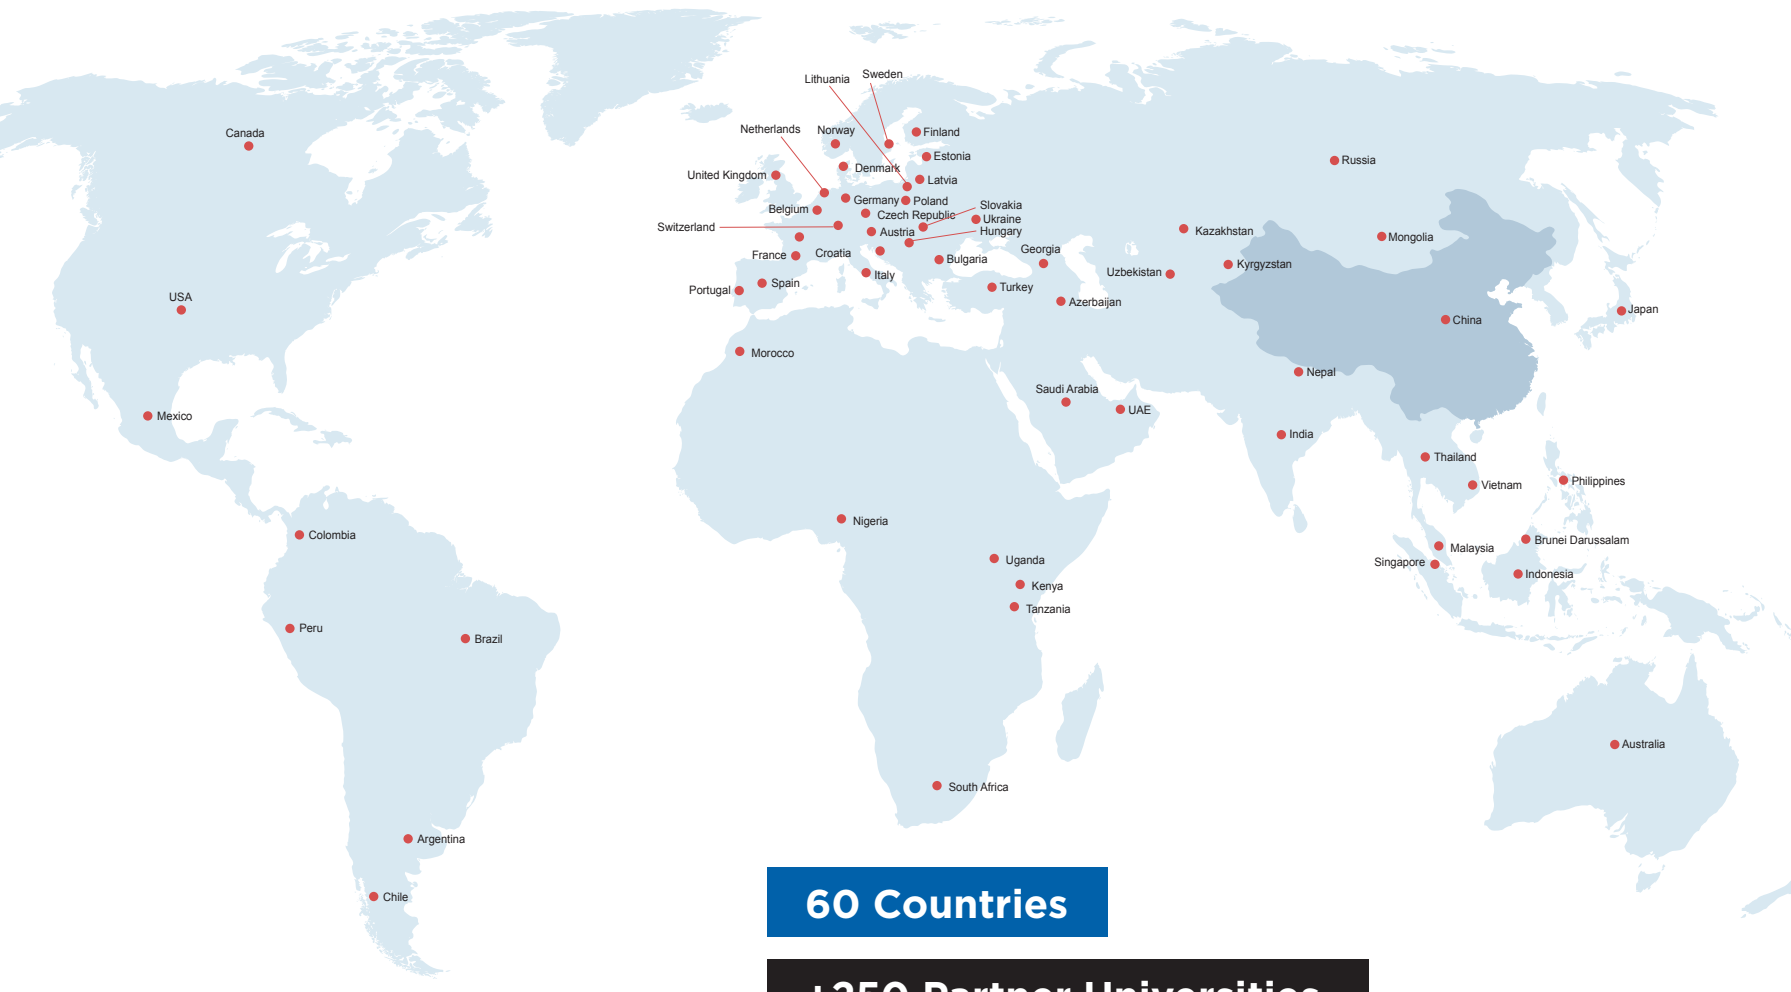 Lithuania
Sweden
Netherlands
Norway
Finland
Canada
Estonia
Russia
Denmark
United Kingdom
Latvia
Germany
Poland
Belgium
Slovakia
Czech Republic
Ukraine
Switzerland
Austria
Hungary
Kazakhstan
Mongolia
France
Croatia
Georgia
Bulgaria
Kyrgyzstan
Uzbekistan
Italy
Spain
Portugal
Turkey
Azerbaijan
USA
Japan
China
Morocco
Nepal
Saudi Arabia
UAE
Mexico
India
Thailand
Vietnam
Philippines
Nigeria
Colombia
Brunei Darussalam
Malaysia
Uganda
Singapore
Indonesia
Kenya
Tanzania
Peru
Brazil
Australia
South Africa
Argentina
Chile
60 Countries
+250 Partner Universities